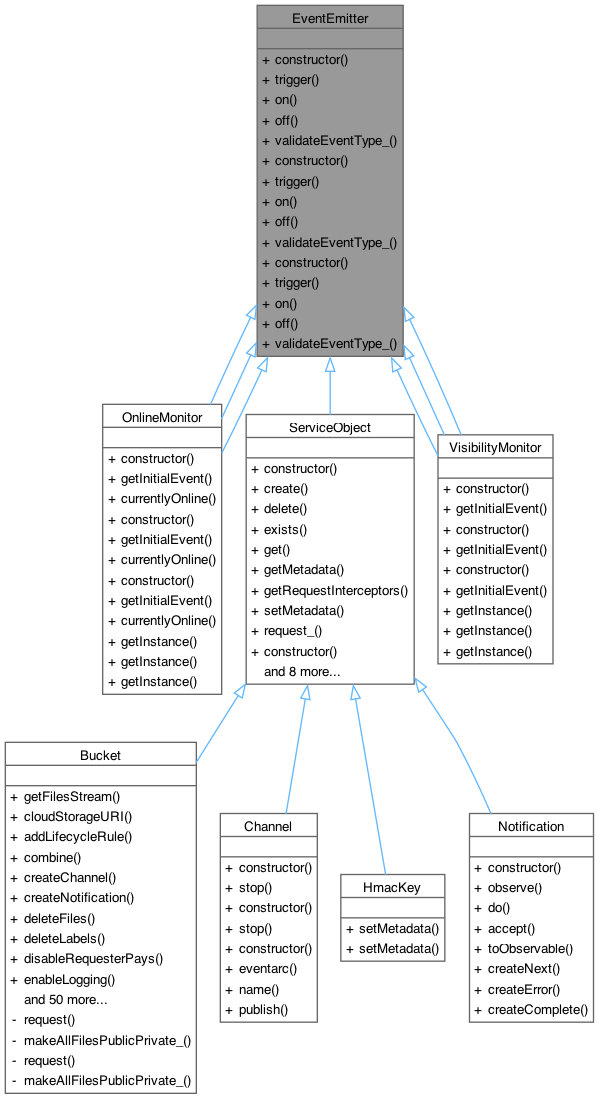 EventEmitter
+ constructor()
+ trigger()
+ on()
+ off()
+ validateEventType_()
+ constructor()
+ trigger()
+ on()
+ off()
+ validateEventType_()
+ constructor()
+ trigger()
+ on()
+ off()
+ validateEventType_()
OnlineMonitor
+ constructor()
+ getInitialEvent()
+ currentlyOnline()
+ constructor()
+ getInitialEvent()
+ currentlyOnline()
+ constructor()
+ getInitialEvent()
+ currentlyOnline()
+ getInstance()
+ getInstance()
+ getInstance()
ServiceObject
+ constructor()
+ create()
+ delete()
+ exists()
+ get()
+ getMetadata()
+ getRequestInterceptors()
+ setMetadata()
+ request_()
+ constructor()
and 8 more...
VisibilityMonitor
+ constructor()
+ getInitialEvent()
+ constructor()
+ getInitialEvent()
+ constructor()
+ getInitialEvent()
+ getInstance()
+ getInstance()
+ getInstance()
Bucket
+ getFilesStream()
+ cloudStorageURI()
+ addLifecycleRule()
+ combine()
+ createChannel()
+ createNotification()
+ deleteFiles()
+ deleteLabels()
+ disableRequesterPays()
+ enableLogging()
and 50 more...
- request()
- makeAllFilesPublicPrivate_()
- request()
- makeAllFilesPublicPrivate_()
Channel
+ constructor()
+ stop()
+ constructor()
+ stop()
+ constructor()
+ eventarc()
+ name()
+ publish()
HmacKey
+ setMetadata()
+ setMetadata()
Notification
+ constructor()
+ observe()
+ do()
+ accept()
+ toObservable()
+ createNext()
+ createError()
+ createComplete()